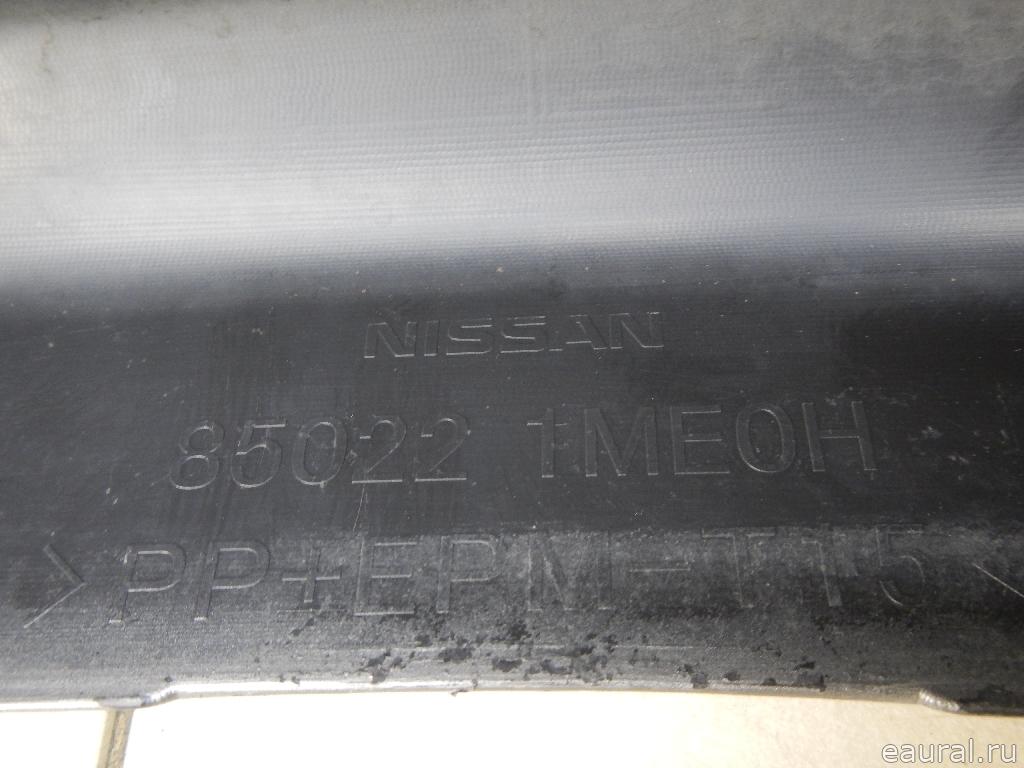 NISSAN
85022 1ME0H
>PP+EPM-T15<
eaural.ru